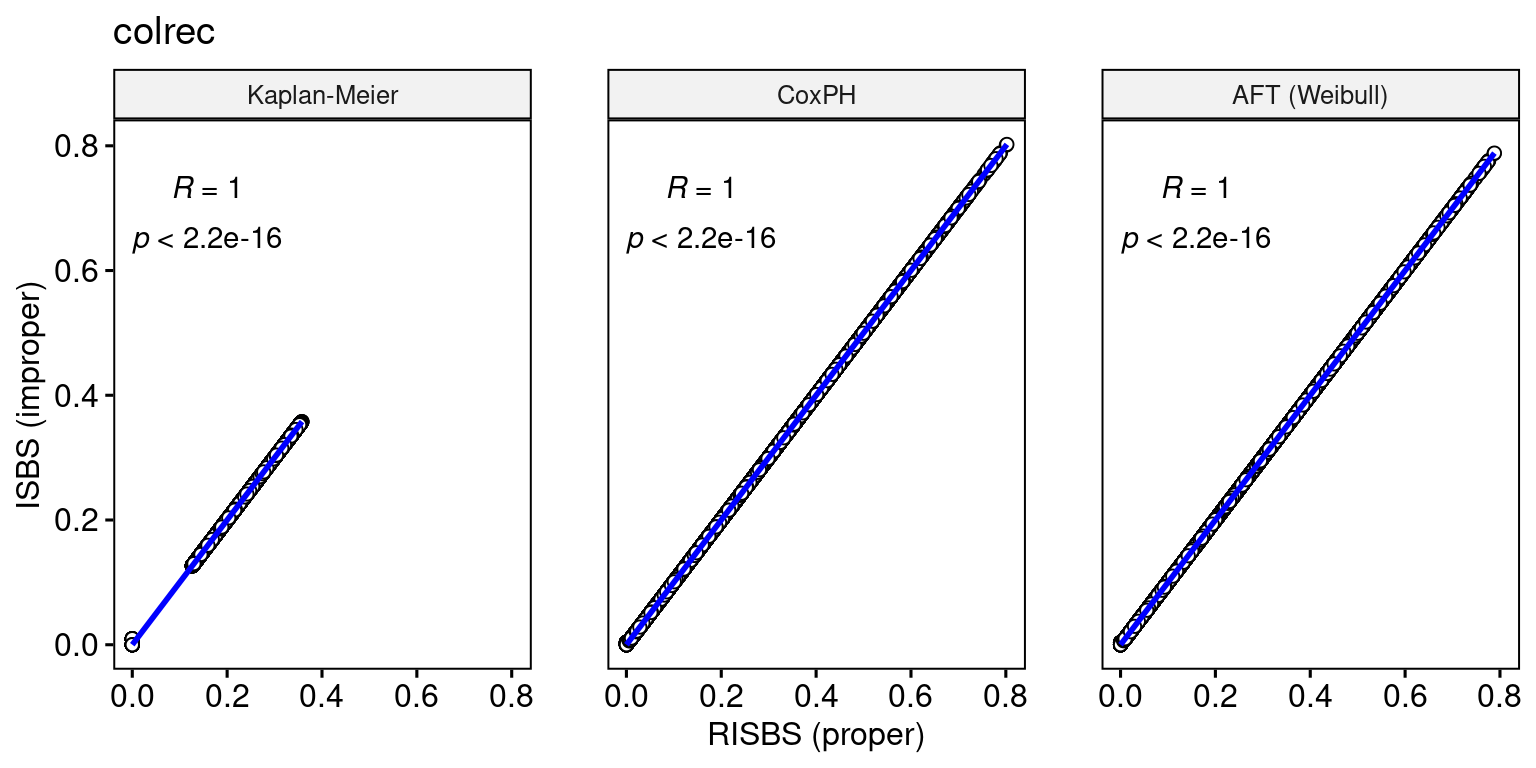 colrec
Kaplan-Meier
CoxPH
AFT (Weibull)
R = 1
p < 2.2e-16
R = 1
p < 2.2e-16
R = 1
p < 2.2e-16
ISBS (improper)
0.8
0.6
0.4
0.2
0.0
0.0 0.2 0.4 0.6 0.8
0.0 0.2 0.4 0.6 0.8
0.0 0.2 0.4 0.6 0.8
RISBS (proper)